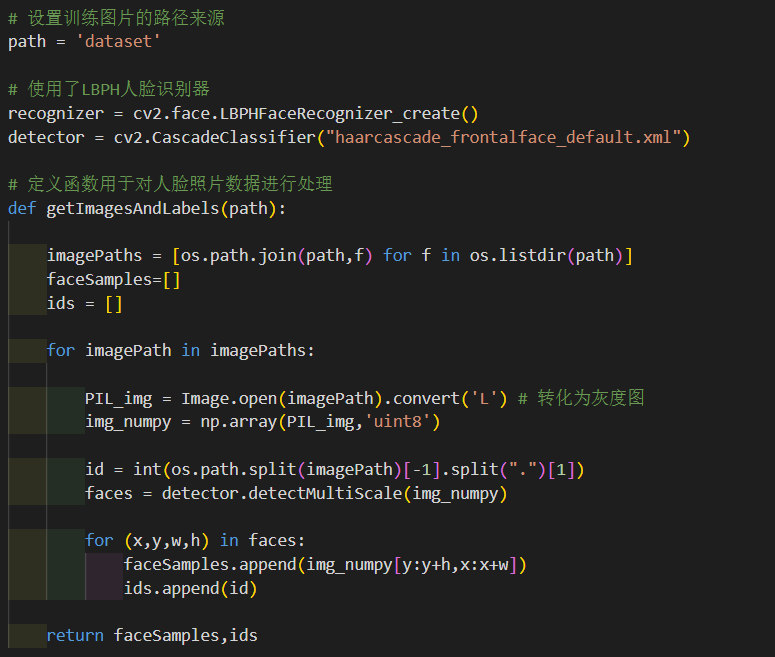 # 设置训练图片的路径来源
path = 'dataset'
# 使用了LBPH人脸识别器
recognizer = cv2.face.LBPHFaceRecognizer_create()
detector = cv2.CascadeClassifier("haarcascade_frontalface_default.xml")
# 定义函数用于对人脸照片数据进行处理
def getImagesAndLabels(path):
    imagePaths = [os.path.join(path,f) for f in os.listdir(path)]
    faceSamples=[]
    ids = []
    for imagePath in imagePaths:
        PIL_img = Image.open(imagePath).convert('L') # 转化为灰度图
        img_numpy = np.array(PIL_img,'uint8')
        id = int(os.path.split(imagePath)[-1].split(".")[1])
        faces = detector.detectMultiScale(img_numpy)
        for (x,y,w,h) in faces:
            faceSamples.append(img_numpy[y:y+h,x:x+w])
            ids.append(id)
    return faceSamples,ids